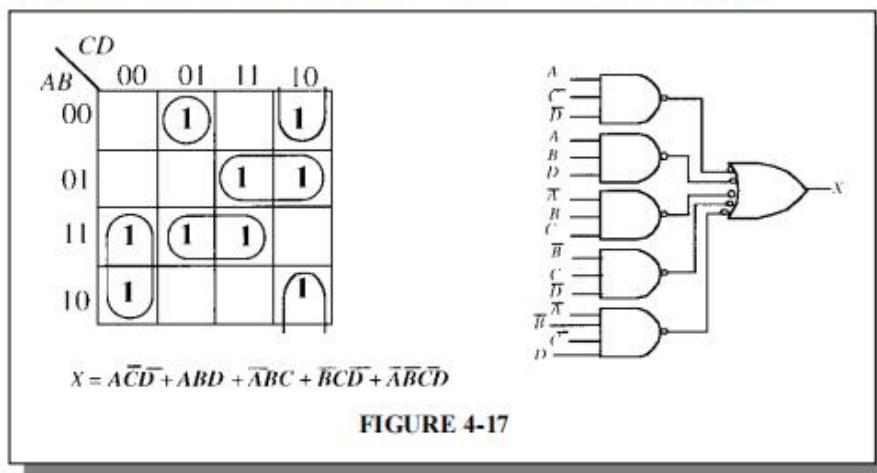 CD
AB 00 01 11 10
00 1 1
01 1 1
11 1 1 1
10 1 1
X = AC̅D̅ + ABD + A̅BC + B̅CD̅ + A̅B̅C̅D
A
C̅
D̅
A
B
D
A̅
B
C
B̅
C
D̅
A̅
B̅
C̅
D
X
FIGURE 4-17